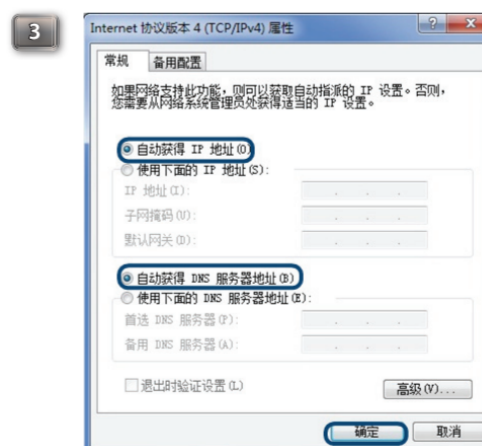 3
Internet 协议版本 4 (TCP/IPv4) 属性
常规 备用配置
如果网络支持此功能，则可以获取自动指派的 IP 设置。否则，
您需要从网络系统管理员处获得适当的 IP 设置。
自动获得 IP 地址(O)
使用下面的 IP 地址(S):
IP 地址(I):
子网掩码(U):
默认网关(D):
自动获得 DNS 服务器地址(B)
使用下面的 DNS 服务器地址(E):
首选 DNS 服务器(P):
备用 DNS 服务器(A):
退出时验证设置(L)
高级(V)...
确定 取消